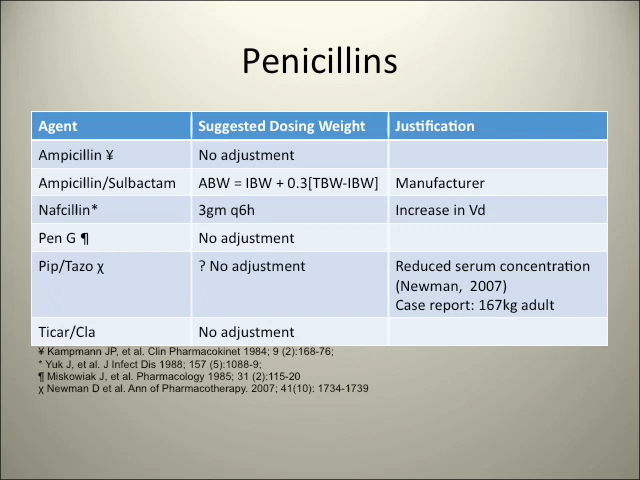 Penicillins
Agent Suggested Dosing Weight Justification
Ampicillin ¥ No adjustment
Ampicillin/Sulbactam ABW = IBW + 0.3[TBW-IBW] Manufacturer
Nafcillin* 3gm q6h Increase in Vd
Pen G ¶ No adjustment
Pip/Tazo χ ? No adjustment Reduced serum concentration
(Newman, 2007)
Case report: 167kg adult
Ticar/Cla No adjustment
¥ Kampmann JP, et al. Clin Pharmacokinet 1984; 9 (2):168-76;
* Yuk J, et al. J Infect Dis 1988; 157 (5):1088-9;
¶ Miskowiak J, et al. Pharmacology 1985; 31 (2):115-20
χ Newman D et al. Ann of Pharmacotherapy. 2007; 41(10): 1734-1739